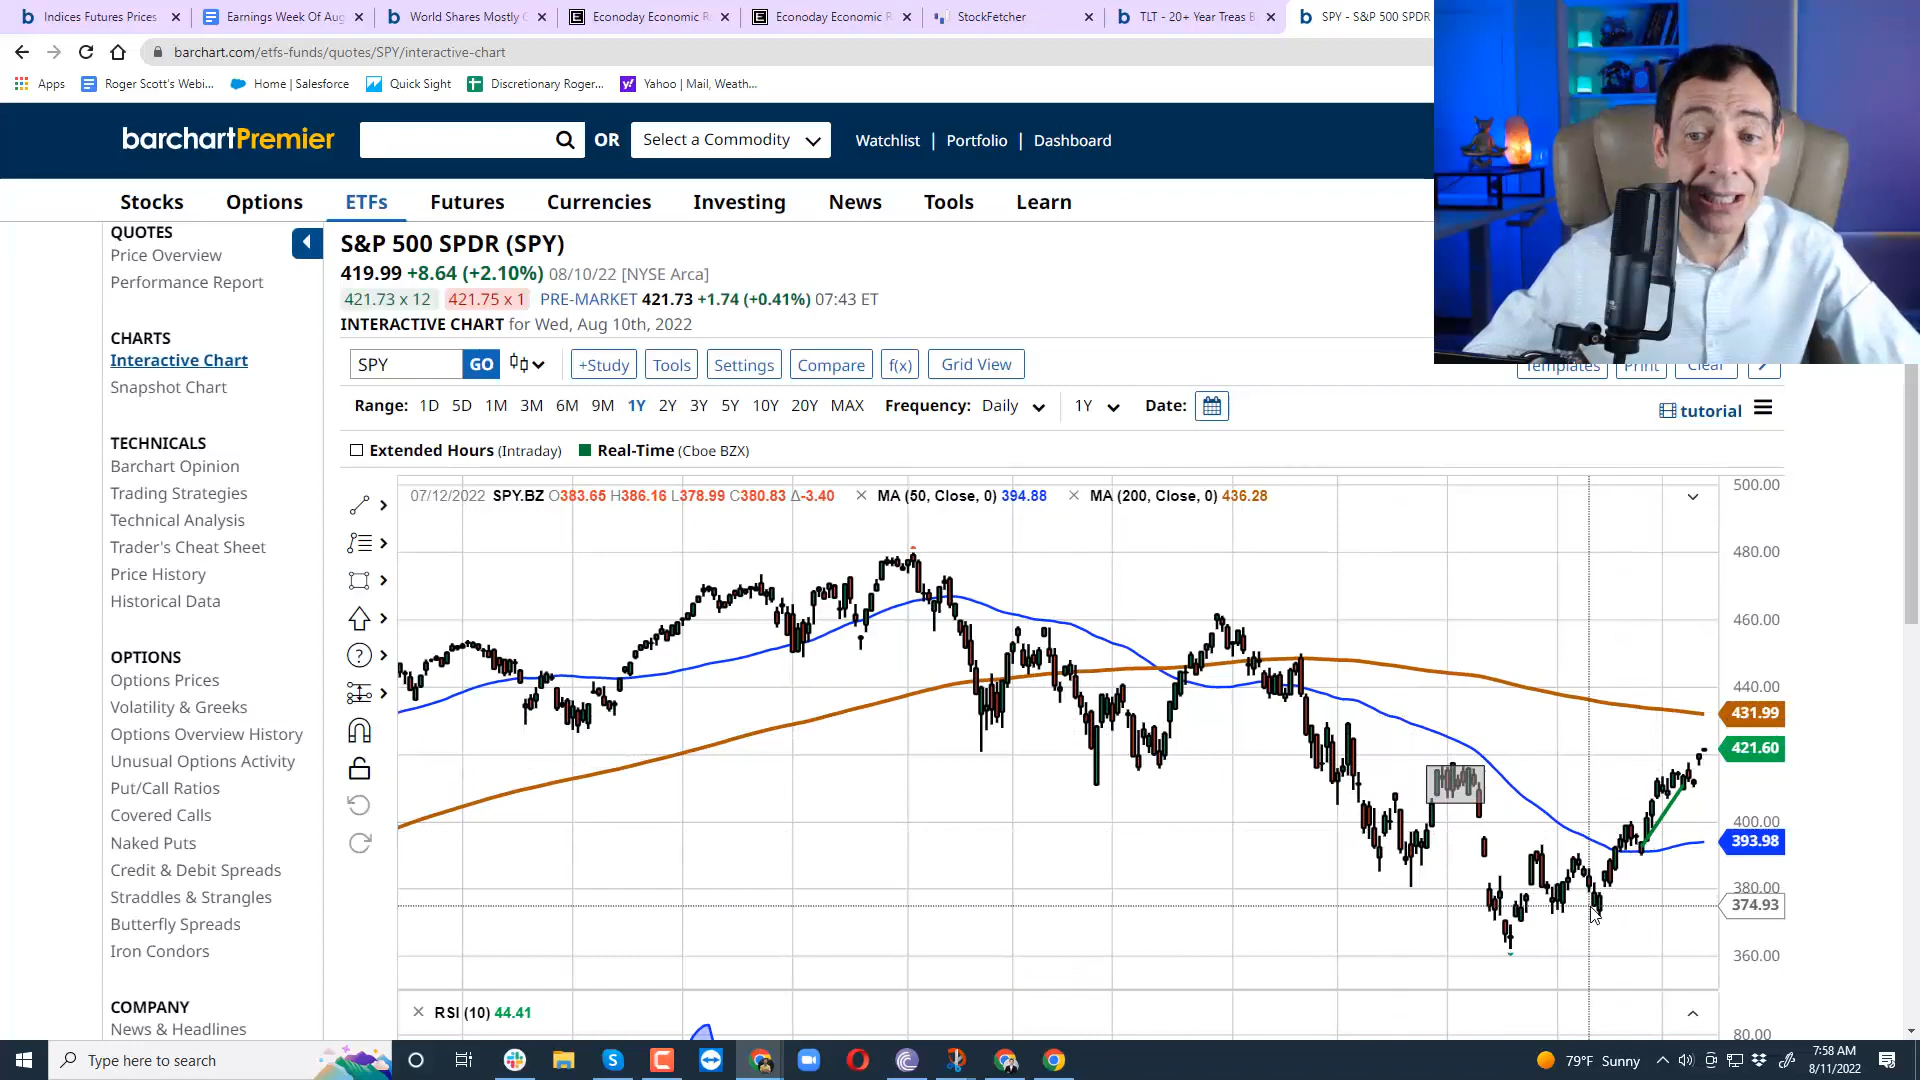 Indices Futures Prices
Earnings Week Of Aug
World Shares Mostly
Econoday Economic R
Econoday Economic R
StockFetcher
TLT - 20+ Year Treas B
SPY - S&P 500 SPDR
barchart.com/etfs-funds/quotes/SPY/interactive-chart
Apps
Roger Scott's Webi...
Home | Salesforce
Quick Sight
Discretionary Roger...
Yahoo | Mail, Weath...
barchartPremier
OR
Select a Commodity
Watchlist | Portfolio | Dashboard
Stocks Options ETFs Futures Currencies Investing News Tools Learn
QUOTES
Price Overview
Performance Report
CHARTS
Interactive Chart
Snapshot Chart
TECHNICALS
Barchart Opinion
Trading Strategies
Technical Analysis
Trader's Cheat Sheet
Price History
Historical Data
OPTIONS
Options Prices
Volatility & Greeks
Options Overview History
Unusual Options Activity
Put/Call Ratios
Covered Calls
Naked Puts
Credit & Debit Spreads
Straddles & Strangles
Butterfly Spreads
Iron Condors
COMPANY
News & Headlines
S&P 500 SPDR (SPY)
419.99 +8.64 (+2.10%) 08/10/22 [NYSE Arca]
421.73 x 12 421.75 x 1 PRE-MARKET 421.73 +1.74 (+0.41%) 07:43 ET
INTERACTIVE CHART for Wed, Aug 10th, 2022
SPY GO +Study Tools Settings Compare f(x) Grid View Templates Print Clear
Range: 1D 5D 1M 3M 6M 9M 1Y 2Y 3Y 5Y 10Y 20Y MAX Frequency: Daily 1Y Date:
tutorial
Extended Hours (Intraday) Real-Time (Cboe BZX)
07/12/2022 SPY.BZ O383.65 H386.16 L378.99 C380.83 Δ-3.40 MA (50, Close, 0) 394.88 MA (200, Close, 0) 436.28
500.00
480.00
460.00
440.00
431.99
421.60
400.00
393.98
380.00
374.93
360.00
RSI (10) 44.41
80.00
Type here to search
79°F Sunny
7:58 AM
8/11/2022